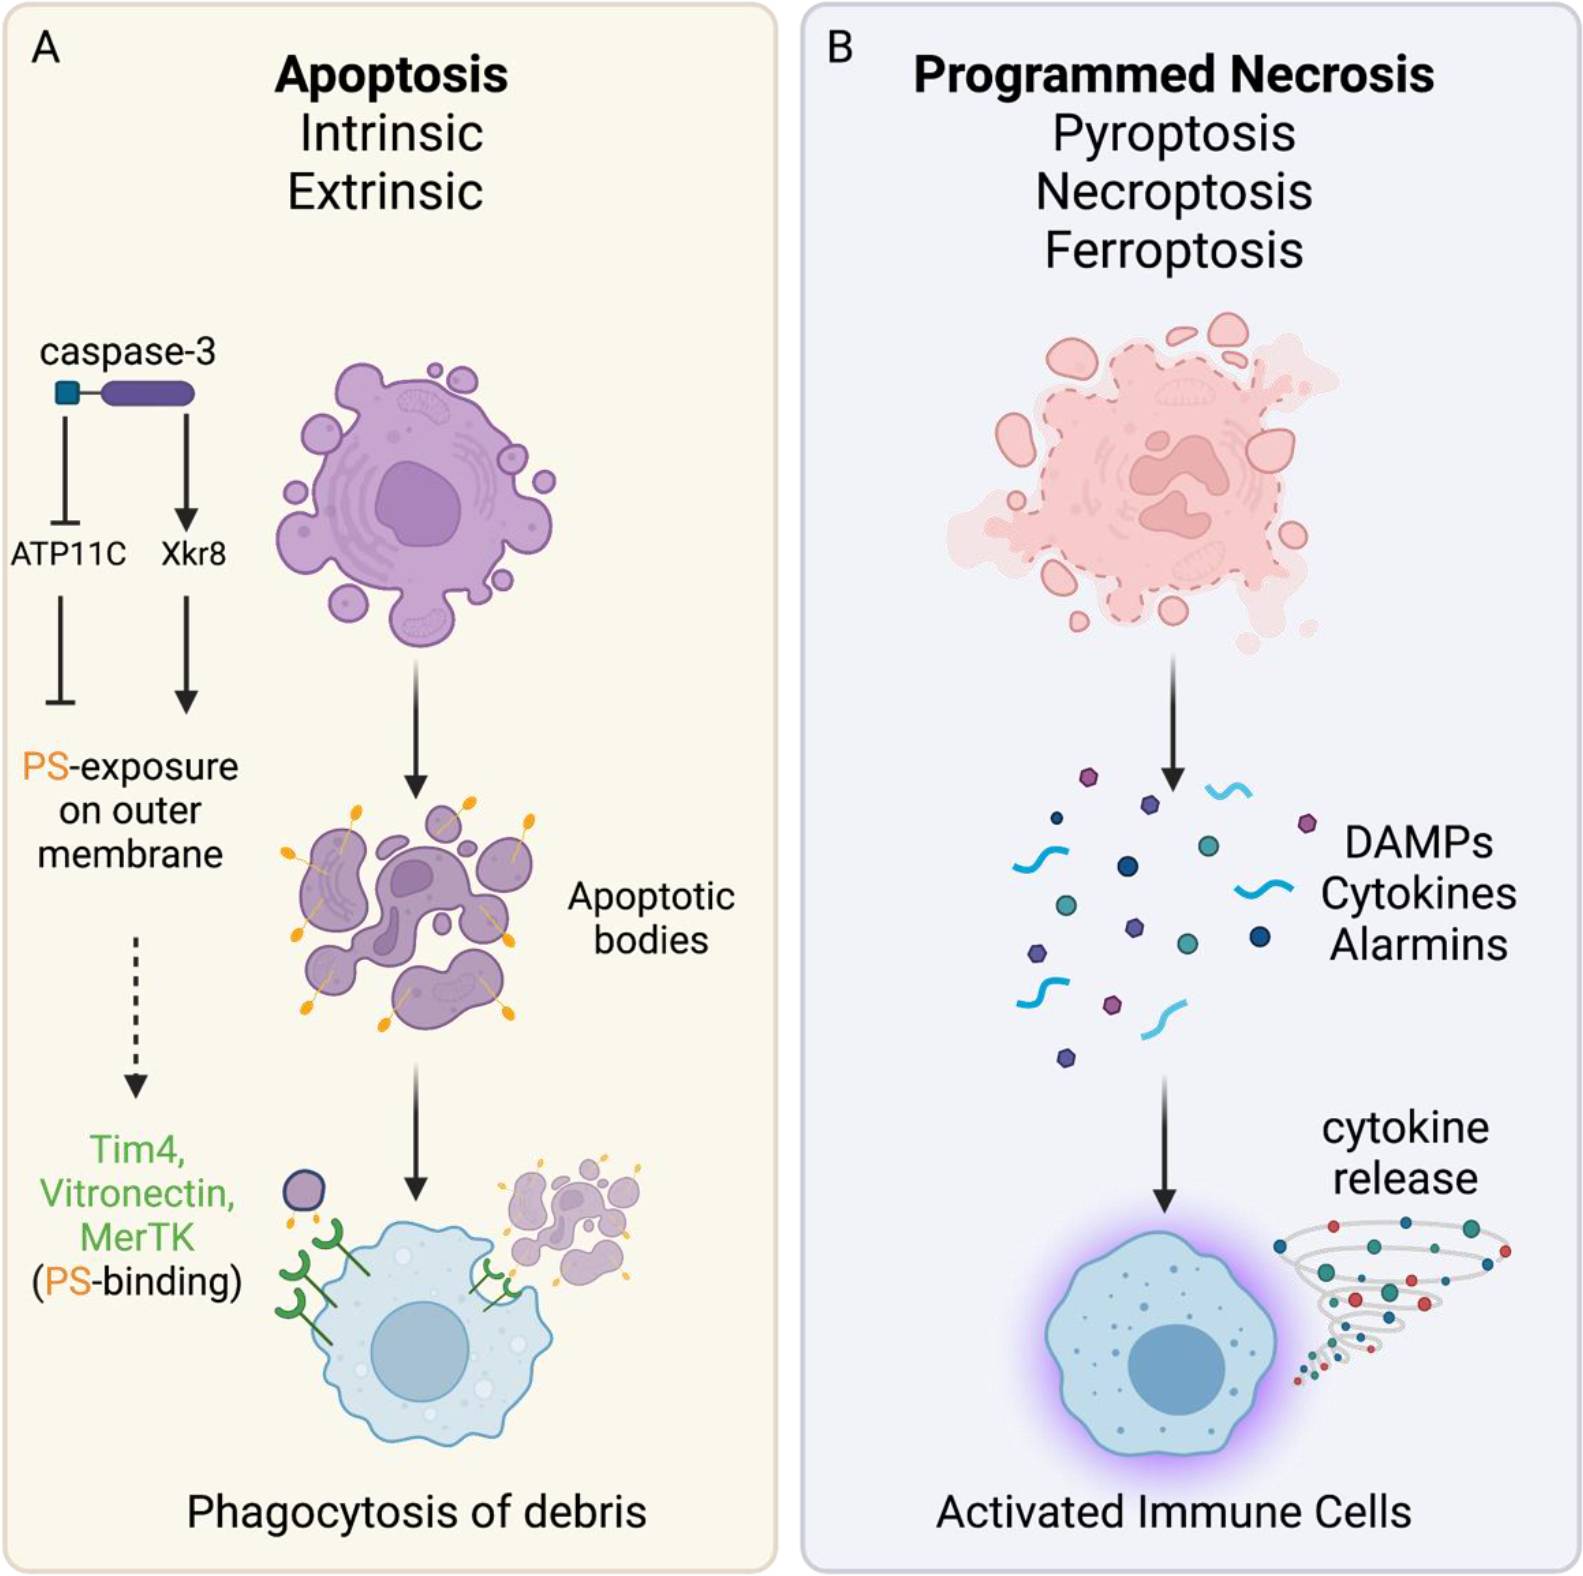 A
Apoptosis
Intrinsic
Extrinsic
caspase-3
ATP11C
Xkr8
PS-exposure
on outer
membrane
Apoptotic
bodies
Tim4,
Vitronectin,
MerTK
(PS-binding)
Phagocytosis of debris
B
Programmed Necrosis
Pyroptosis
Necroptosis
Ferroptosis
DAMPs
Cytokines
Alarmins
cytokine
release
Activated Immune Cells